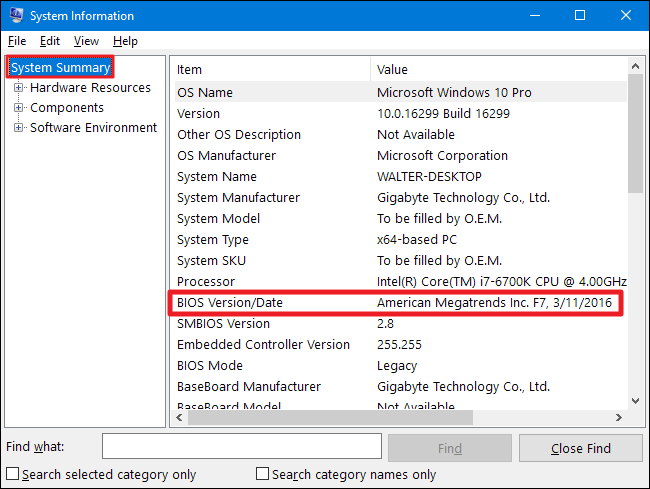 System Information
File Edit View Help
System Summary
Hardware Resources
Components
Software Environment
Item Value
OS Name Microsoft Windows 10 Pro
Version 10.0.16299 Build 16299
Other OS Description Not Available
OS Manufacturer Microsoft Corporation
System Name WALTER-DESKTOP
System Manufacturer Gigabyte Technology Co., Ltd.
System Model To be filled by O.E.M.
System Type x64-based PC
System SKU To be filled by O.E.M.
Processor Intel(R) Core(TM) i7-6700K CPU @ 4.00GHz
BIOS Version/Date American Megatrends Inc. F7, 3/11/2016
SMBIOS Version 2.8
Embedded Controller Version 255.255
BIOS Mode Legacy
BaseBoard Manufacturer Gigabyte Technology Co., Ltd.
BaseBoard Model Not Available
Find what: Find Close Find
Search selected category only Search category names only